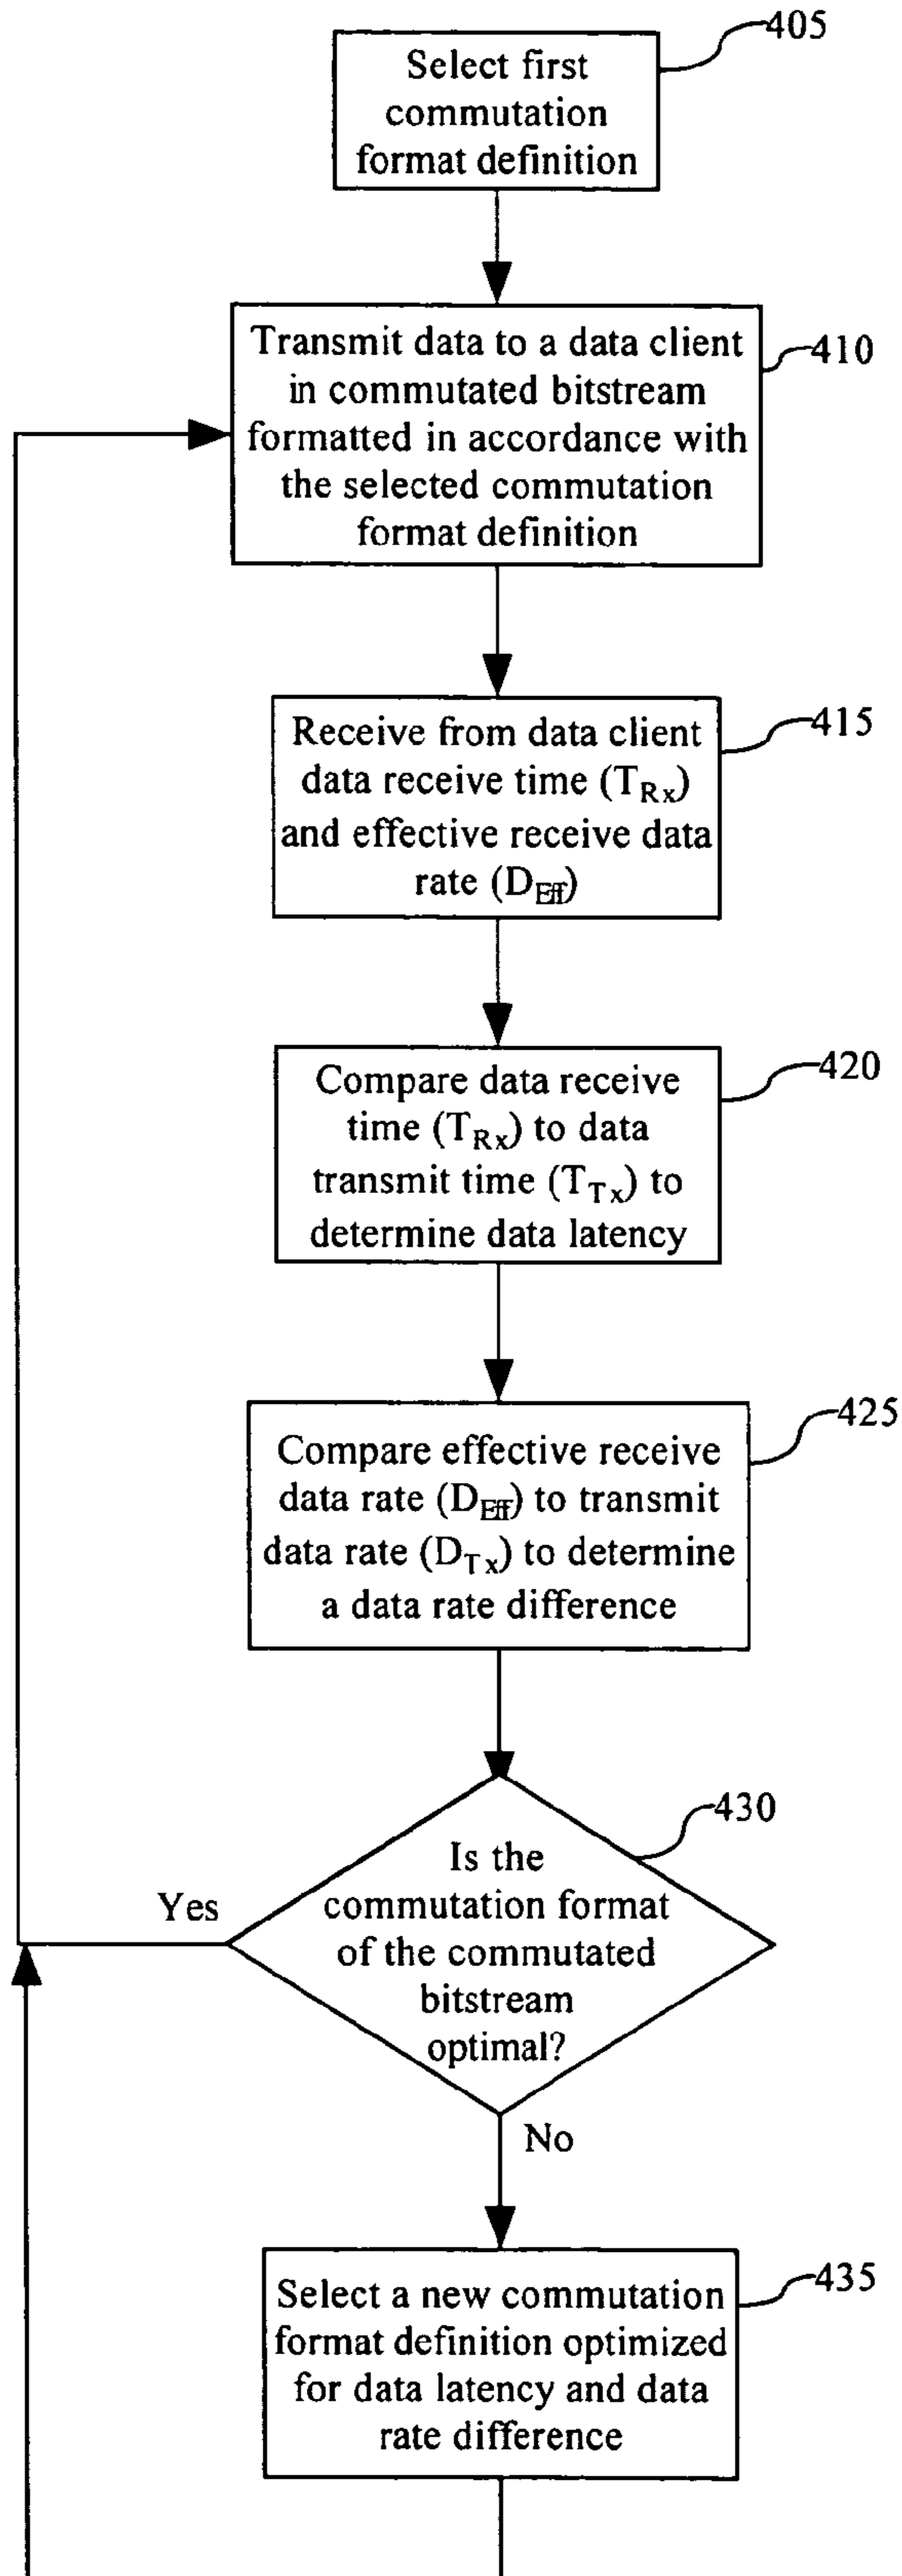 405
Select first
commutation
format definition
410
Transmit data to a data client
in commutated bitstream
formatted in accordance with
the selected commutation
format definition
415
Receive from data client
data receive time (TRx)
and effective receive data
rate (DEff)
420
Compare data receive
time (TRx) to data
transmit time (TTx) to
determine data latency
425
Compare effective receive
data rate (DEff) to transmit
data rate (DTx) to determine
a data rate difference
430
Is the
commutation format
of the commutated
bitstream
optimal?
Yes
No
435
Select a new commutation
format definition optimized
for data latency and data
rate difference